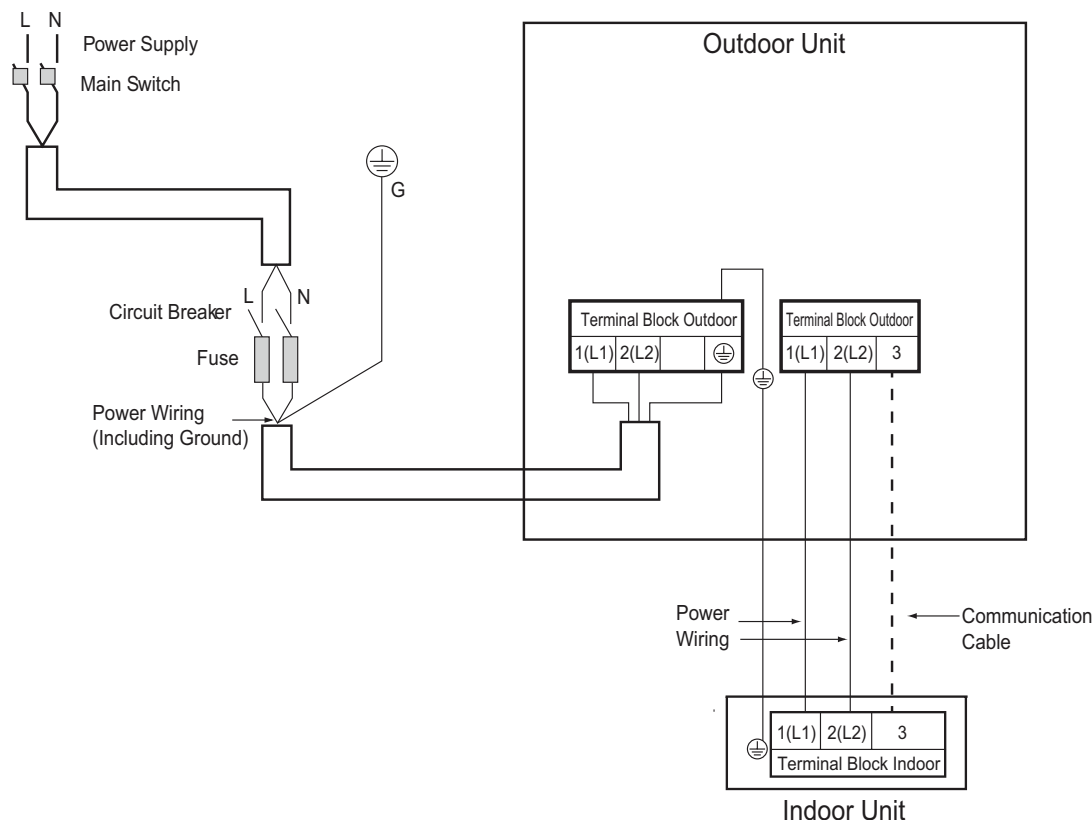 L N
Power Supply
Main Switch
Outdoor Unit
G
L N
Circuit Breaker
Fuse
Power Wiring
(Including Ground)
Terminal Block Outdoor
1(L1) 2(L2)
Terminal Block Outdoor
1(L1) 2(L2) 3
Power
Wiring
Communication
Cable
1(L1) 2(L2) 3
Terminal Block Indoor
Indoor Unit